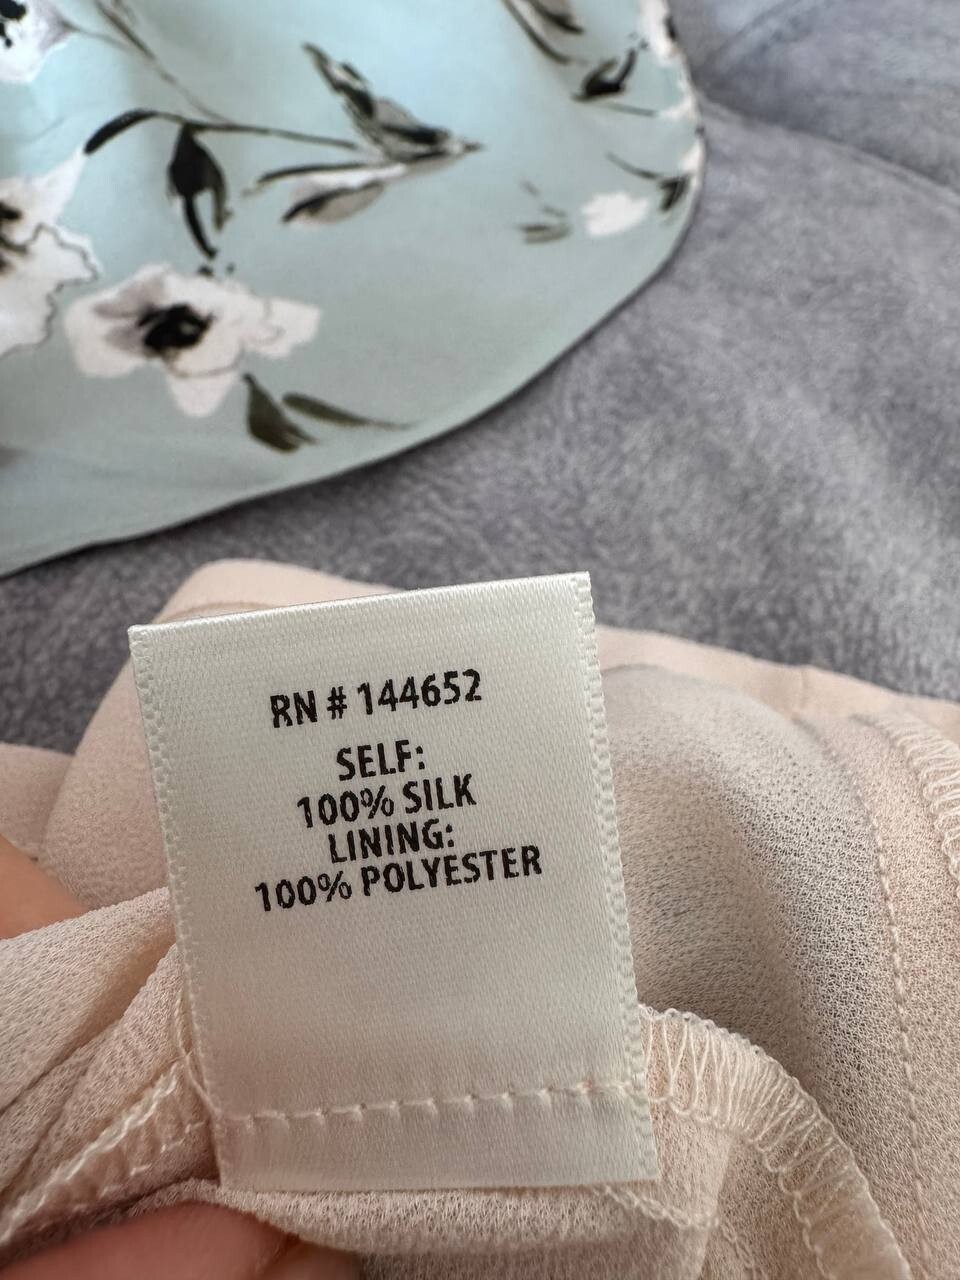 RN # 144652
SELF:
100% SILK
LINING:
100% POLYESTER